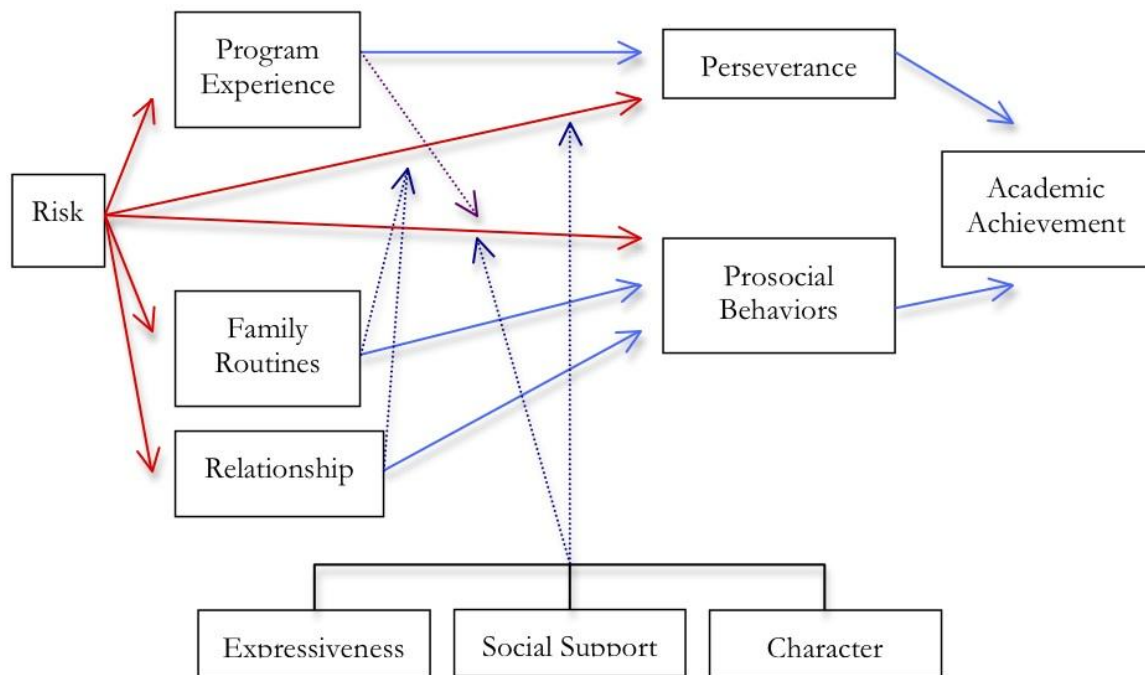 Program
Experience
Perseverance
Risk
Academic
Achievement
Prosocial
Behaviors
Family
Routines
Relationship
Expressiveness
Social Support
Character